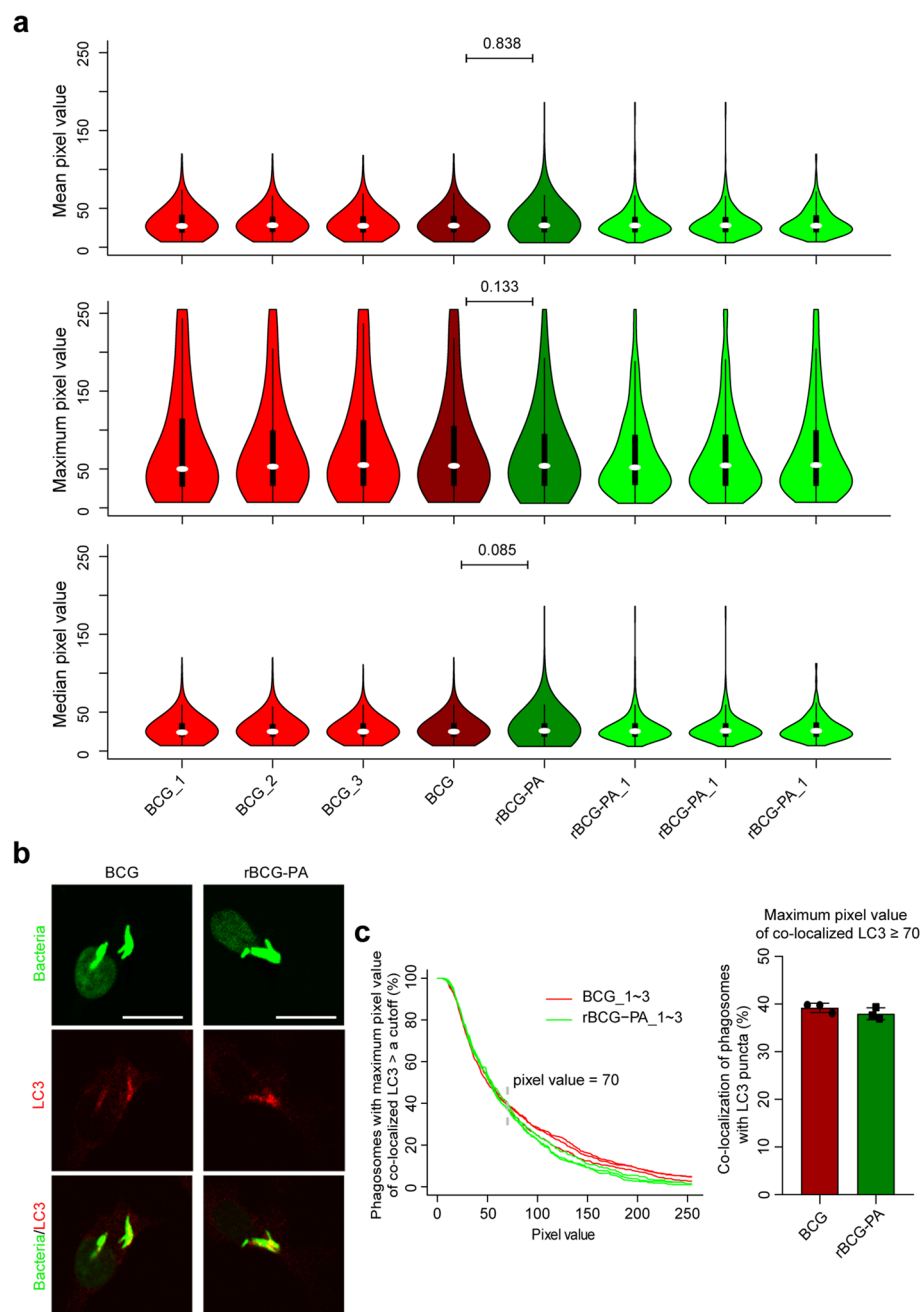 a
250
150
50
0
Mean pixel value
0.838
250
150
50
0
Maximum pixel value
0.133
250
150
50
0
Median pixel value
0.085
BCG_1
BCG_2
BCG_3
BCG
rBCG-PA
rBCG-PA_1
rBCG-PA_1
rBCG-PA_1
b
BCG
rBCG-PA
Bacteria
LC3
Bacteria/LC3
c
Phagosomes with maximum pixel value
of co-localized LC3 > a cutoff (%)
100
80
60
40
20
0
BCG_1~3
rBCG−PA_1~3
pixel value = 70
0
50
100
150
200
250
Pixel value
Maximum pixel value
of co-localized LC3 ≥ 70
Co-localization of phagosomes
with LC3 puncta (%)
50
40
30
20
10
0
BCG
rBCG-PA